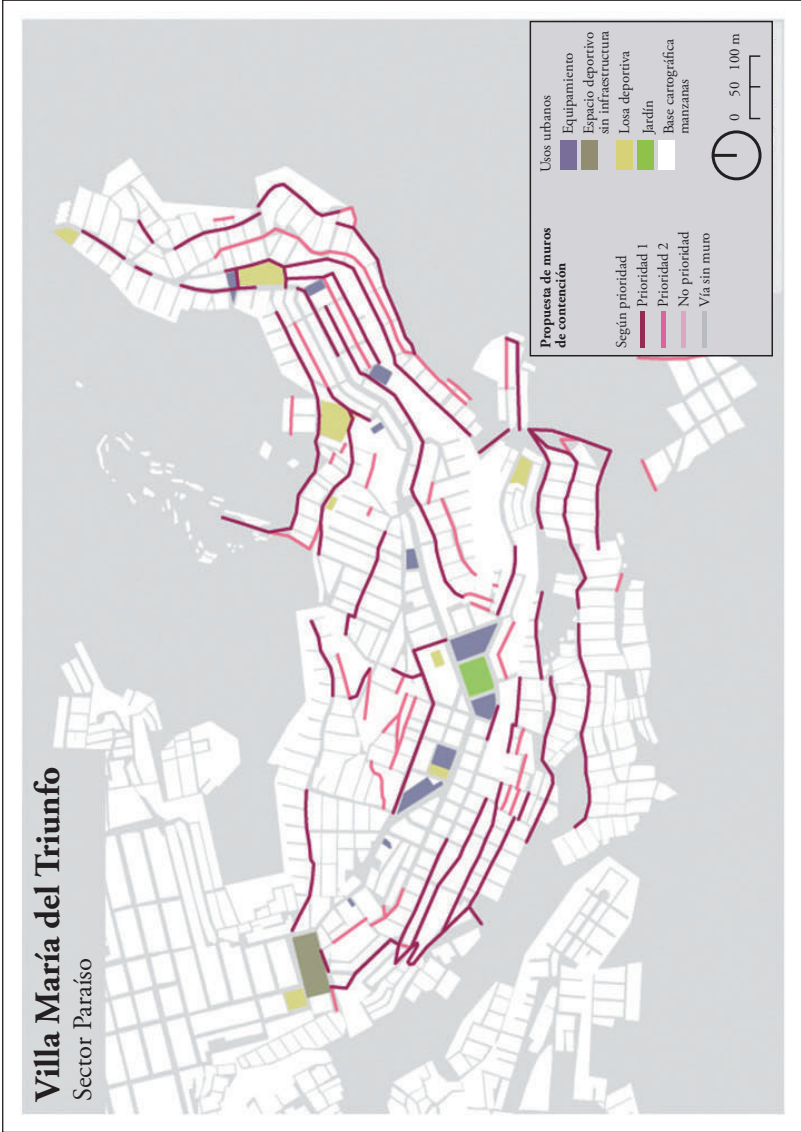 Villa María del Triunfo
Sector Paraíso
Propuesta de muros
de contención
Según prioridad
Prioridad 1
Prioridad 2
No prioridad
Vía sin muro
Usos urbanos
Equipamiento
Espacio deportivo
sin infraestructura
Losa deportiva
Jardín
Base cartográfica
manzanas
0 50 100 m